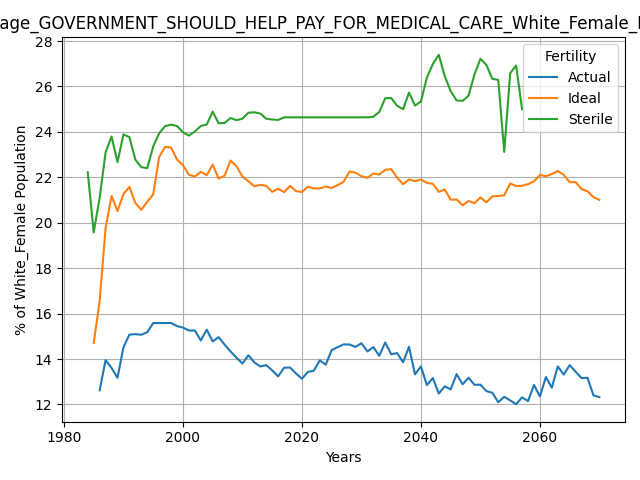 age_GOVERNMENT_SHOULD_HELP_PAY_FOR_MEDICAL_CARE_White_Female_
28
26
24
22
20
18
16
14
12
% of White_Female Population
Fertility
Actual
Ideal
Sterile
1980
2000
2020
2040
2060
Years